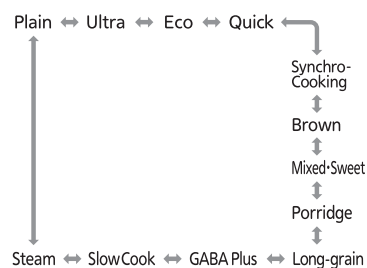 Plain Ultra Eco Quick
Synchro-
Cooking
Brown
Mixed·Sweet
Porridge
Steam SlowCook GABA Plus Long-grain